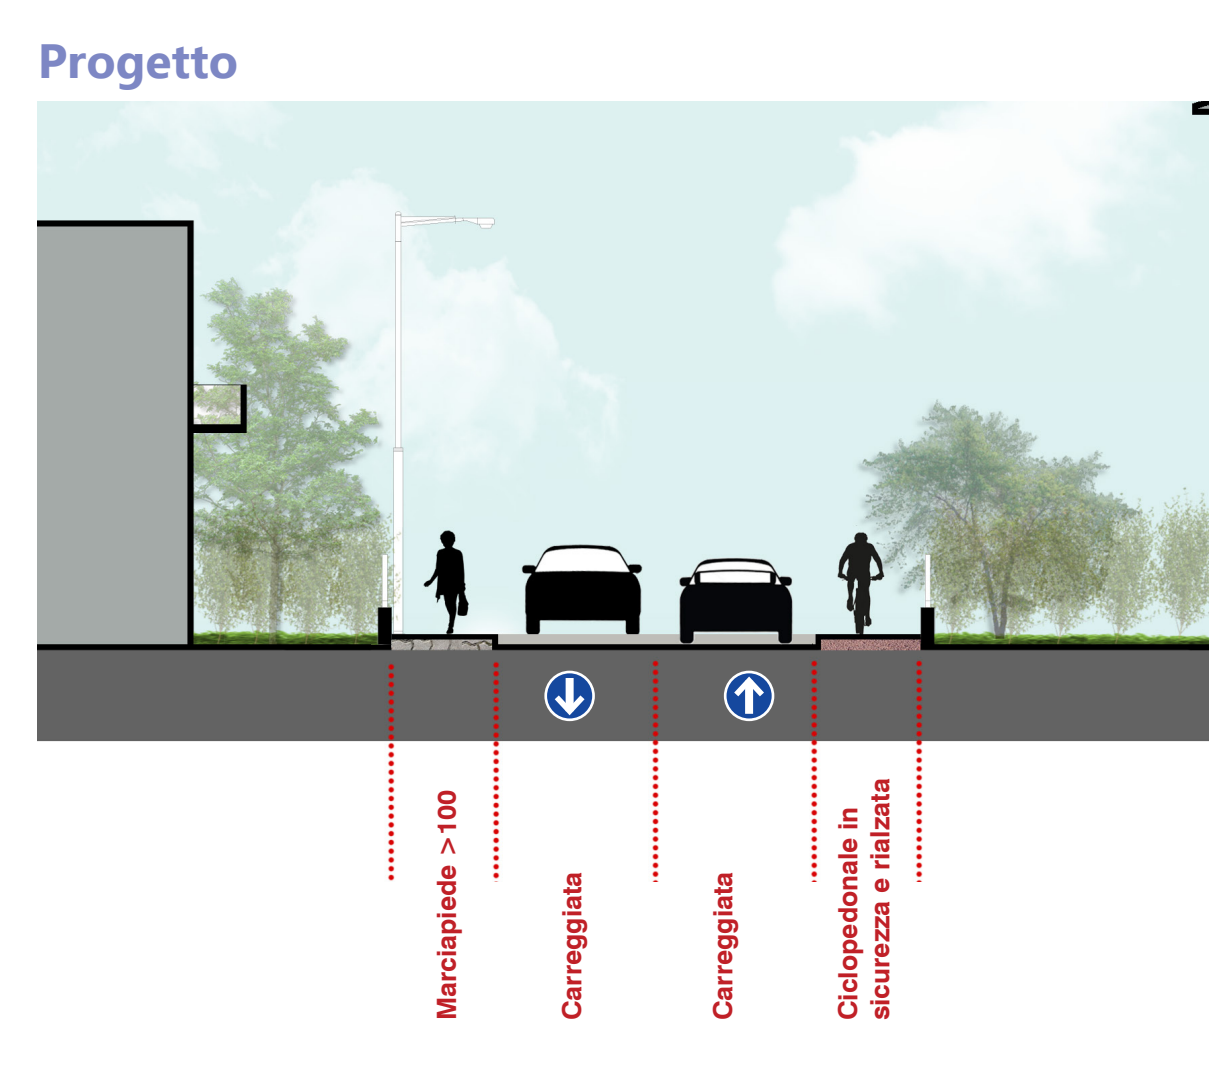 Progetto
Marciapiede >100
Carreggiata
Carreggiata
Ciclopedonale in
sicurezza e rialzata